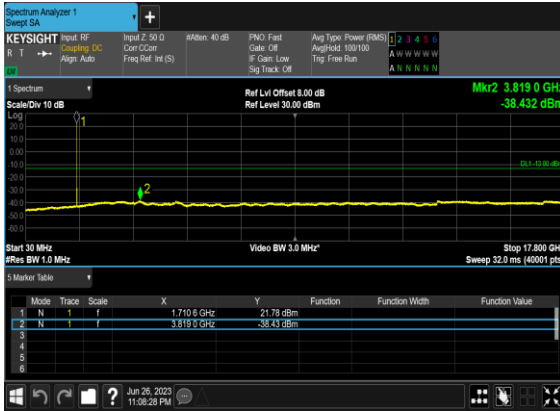 Spectrum Analyzer 1
Swept SA
+
KEYSIGHT Input: RF Input Z: 50 Ω #Atten: 40 dB PNO: Fast Avg Type: Power (RMS) 1 2 3 4 5 6
R T Coupling: DC Corr CCorr Gate: Off Avg|Hold: 100/100 A W W W W W
Align: Auto Freq Ref: Int (S) IF Gain: Low Trig: Free Run
Sig Track: Off A N N N N N
1 Spectrum
Ref Lvl Offset 8.00 dB Mkr2 3.819 0 GHz
Scale/Div 10 dB Ref Level 30.00 dBm -38.432 dBm
Log
20.0
10.0
0.00
-10.0
DL1 -13.00 dBm
-20.0
-30.0
-40.0
-50.0
-60.0
1
2
Start 30 MHz Video BW 3.0 MHz* Stop 17.800 GHz
#Res BW 1.0 MHz Sweep 32.0 ms (40001 pts)
5 Marker Table
Mode Trace Scale X Y Function Function Width Function Value
1 N 1 f 1.710 6 GHz 21.78 dBm
2 N 1 f 3.819 0 GHz -38.43 dBm
3
4
5
6
? Jun 26, 2023
11:08:28 PM